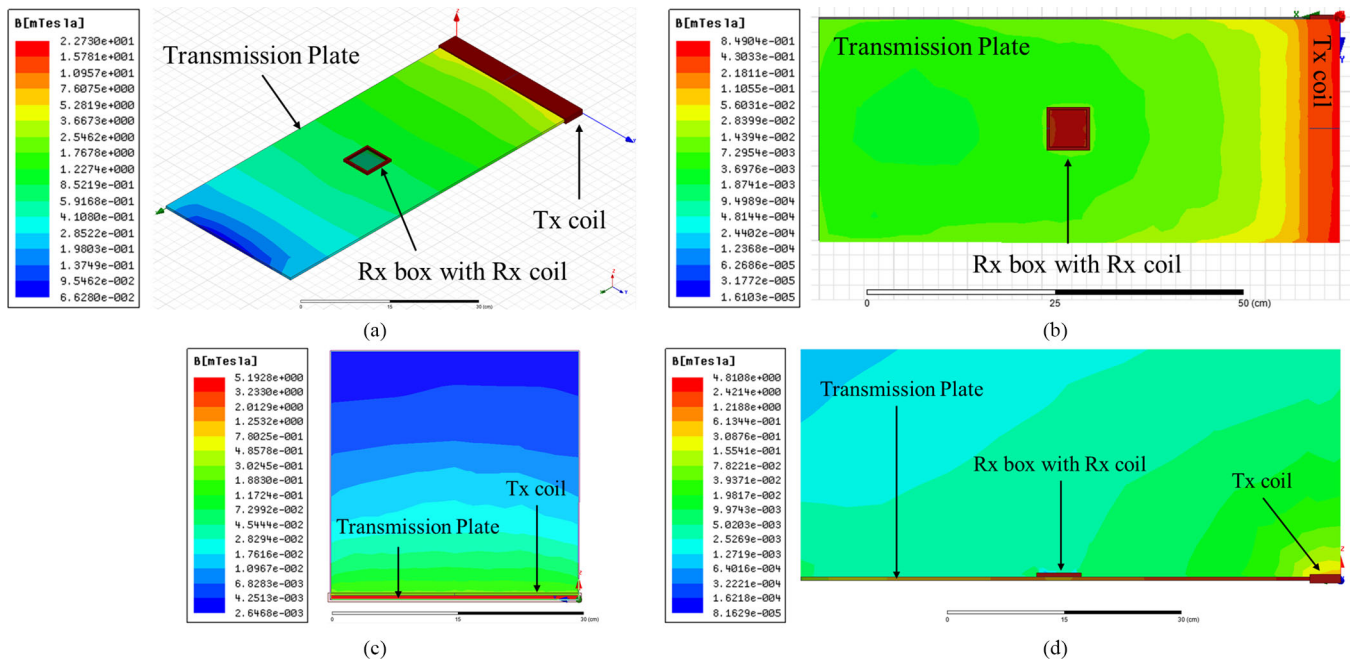 B[mTesla]
2.2730e+001
1.5781e+001
1.0957e+001
7.6075e+000
5.2819e+000
3.6673e+000
2.5462e+000
1.7678e+000
1.2274e+000
8.5219e-001
5.9168e-001
4.1080e-001
2.8522e-001
1.9803e-001
1.3749e-001
9.5462e-002
6.6280e-002
Transmission Plate
Tx coil
Rx box with Rx coil
0 15 30 (cm)
(a)
B[mTesla]
8.4904e-001
4.3033e-001
2.1811e-001
1.1055e-001
5.6031e-002
2.8399e-002
1.4394e-002
7.2954e-003
3.6976e-003
1.8741e-003
9.4989e-004
4.8144e-004
2.4402e-004
1.2368e-004
6.2686e-005
3.1772e-005
1.6103e-005
Transmission Plate
Tx coil
Rx box with Rx coil
0 25 50 (cm)
(b)
B[mTesla]
5.1928e+000
3.2330e+000
2.0129e+000
1.2532e+000
7.8025e-001
4.8578e-001
3.0245e-001
1.8830e-001
1.1724e-001
7.2992e-002
4.5444e-002
2.8294e-002
1.7616e-002
1.0967e-002
6.8283e-003
4.2513e-003
2.6468e-003
Tx coil
Transmission Plate
0 15 30 (cm)
(c)
B[mTesla]
4.8108e+000
2.4214e+000
1.2188e+000
6.1344e-001
3.0876e-001
1.5541e-001
7.8221e-002
3.9371e-002
1.9817e-002
9.9743e-003
5.0203e-003
2.5269e-003
1.2719e-003
6.4016e-004
3.2221e-004
1.6218e-004
8.1629e-005
Transmission Plate
Rx box with Rx coil
Tx coil
0 15 30 (cm)
(d)